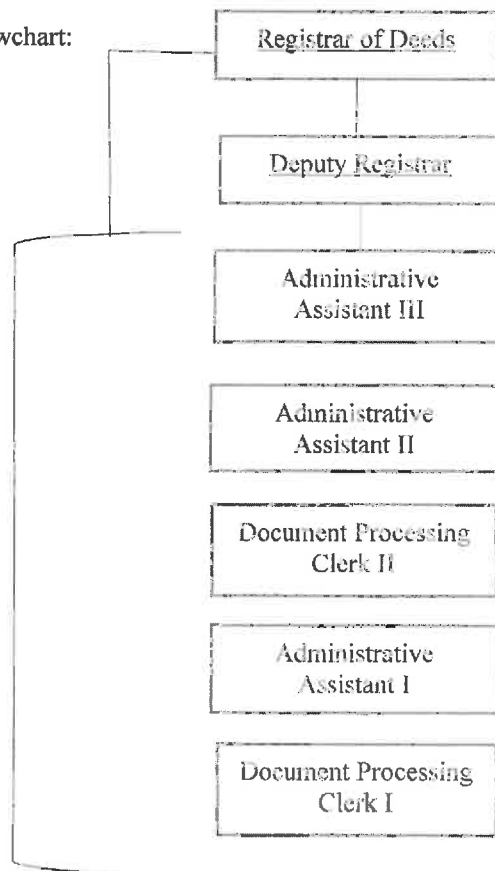 wchart:
Registrar of Deeds
Deputy Registrar
Administrative
Assistant III
Administrative
Assistant II
Document Processing
Clerk II
Administrative
Assistant I
Document Processing
Clerk I